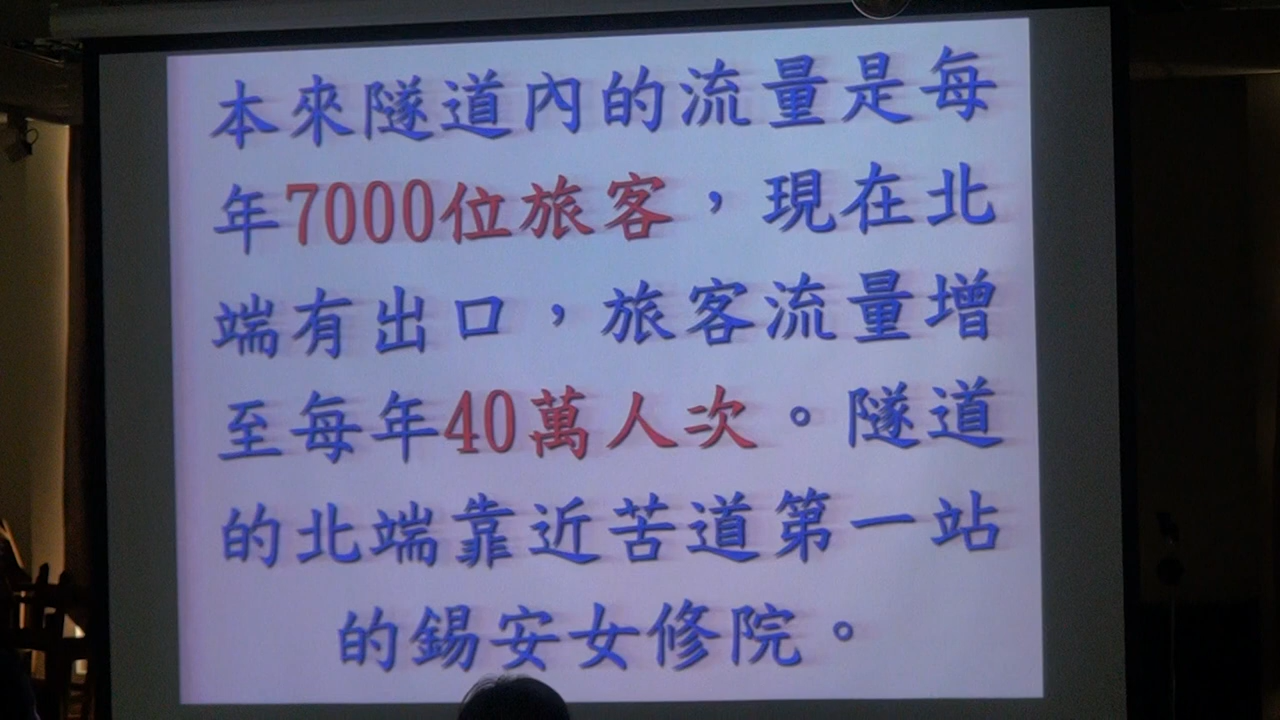 本來隧道內的流量是每
年7000位旅客，現在北
端有出口，旅客流量增
至每年40萬人次。隧道
的北端靠近苦道第一站
的錫安女修院。